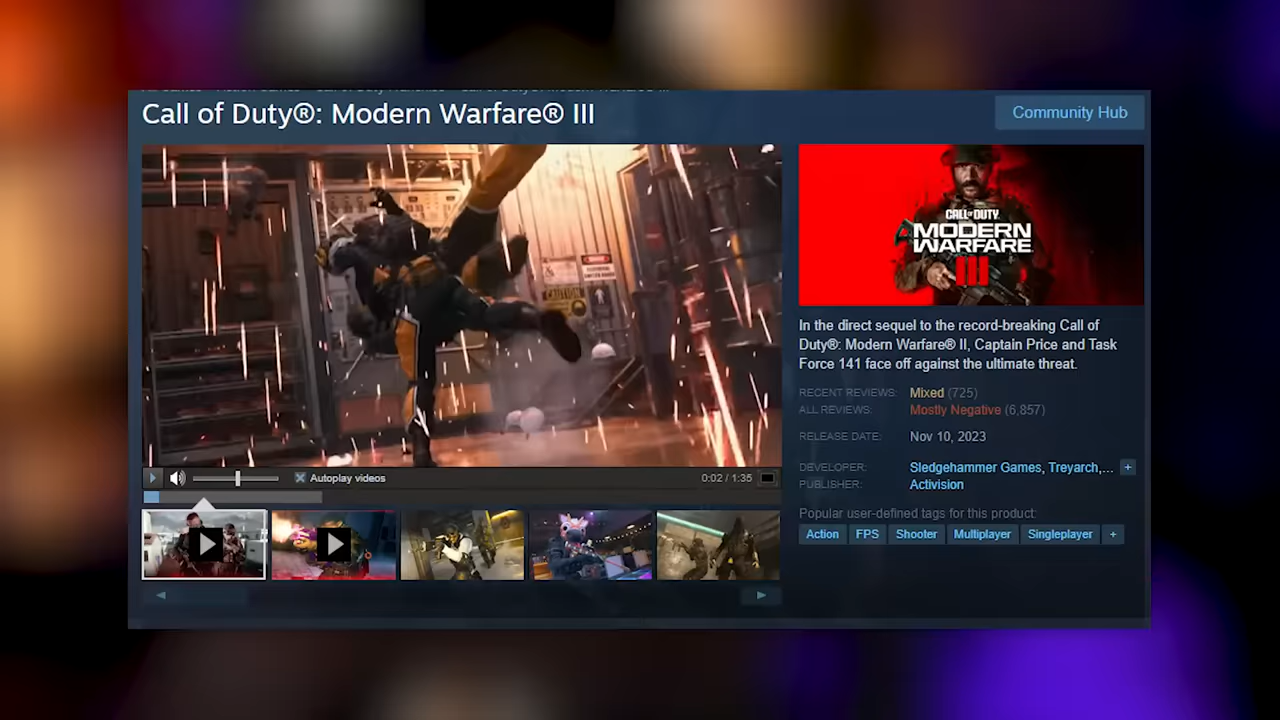 Call of Duty®: Modern Warfare® III
Community Hub
CAUTION
CALL OF DUTY
MODERN
WARFARE
III
In the direct sequel to the record-breaking Call of
Duty®: Modern Warfare® II, Captain Price and Task
Force 141 face off against the ultimate threat.
RECENT REVIEWS: Mixed (725)
ALL REVIEWS: Mostly Negative (6,857)
RELEASE DATE: Nov 10, 2023
DEVELOPER: Sledgehammer Games, Treyarch,... +
PUBLISHER: Activision
Popular user-defined tags for this product:
Action FPS Shooter Multiplayer Singleplayer +
Autoplay videos 0:02 / 1:35